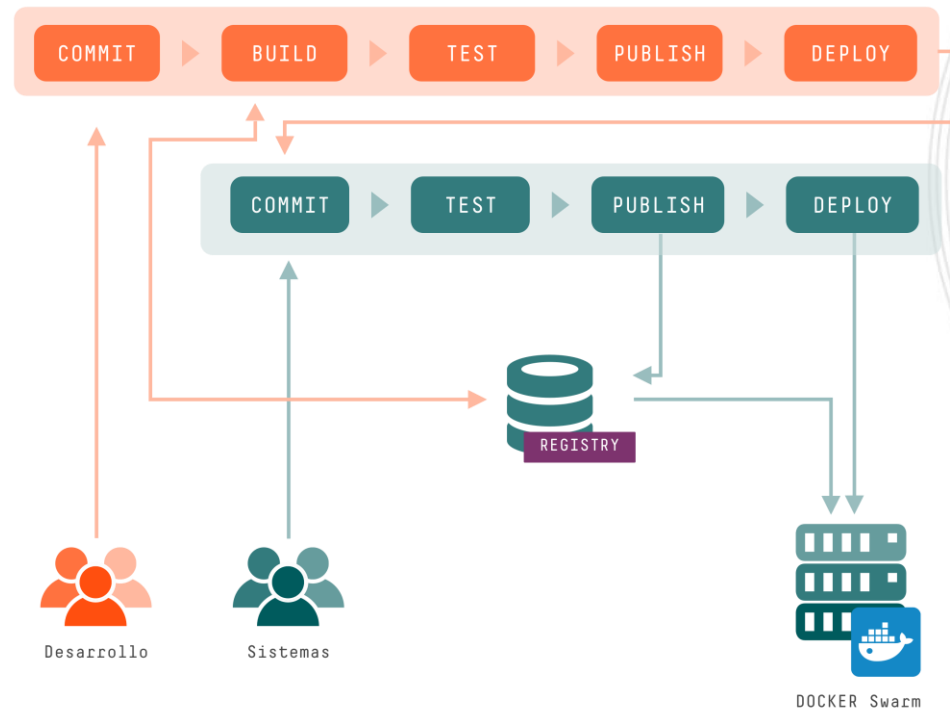 COMMIT
BUILD
TEST
PUBLISH
DEPLOY
COMMIT
TEST
PUBLISH
DEPLOY
REGISTRY
Desarrollo
Sistemas
DOCKER Swarm